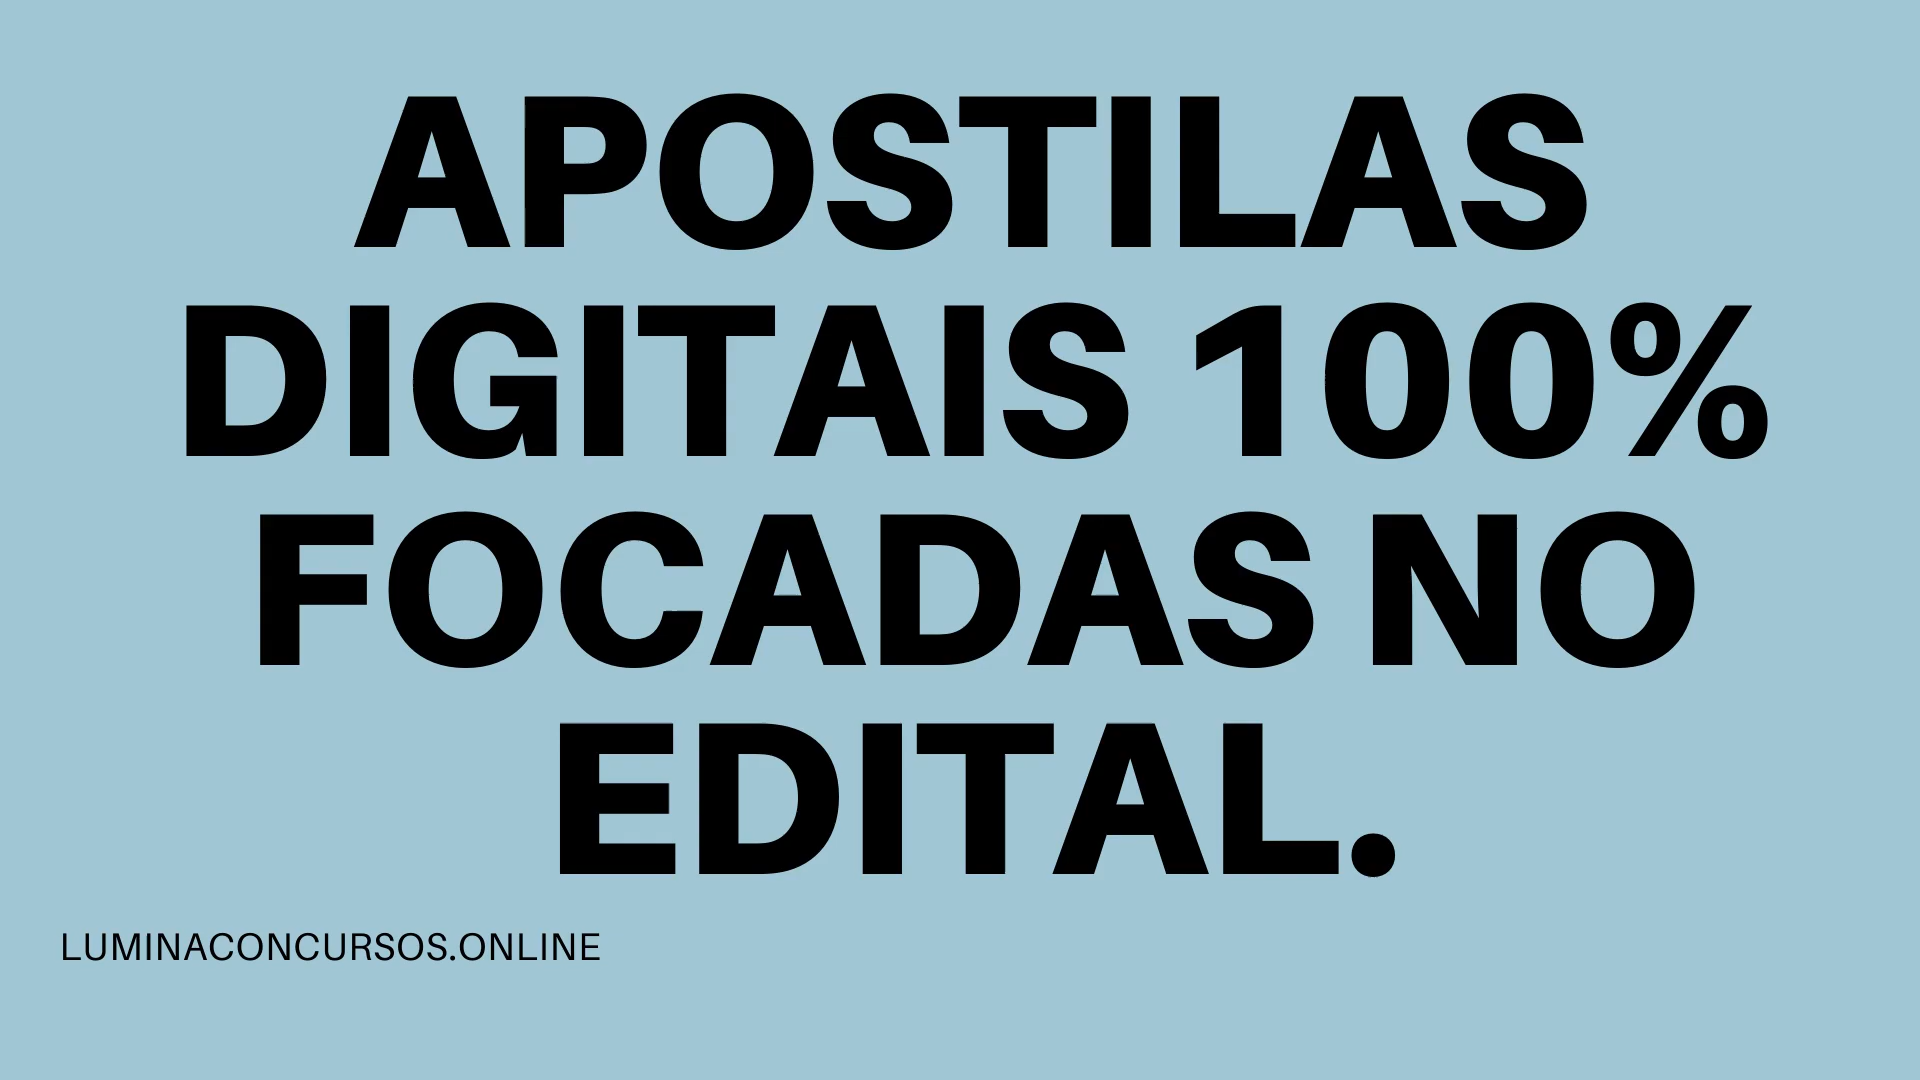 APOSTILAS
DIGITAIS 100%
FOCADAS NO
EDITAL.
LUMINACONCURSOS.ONLINE